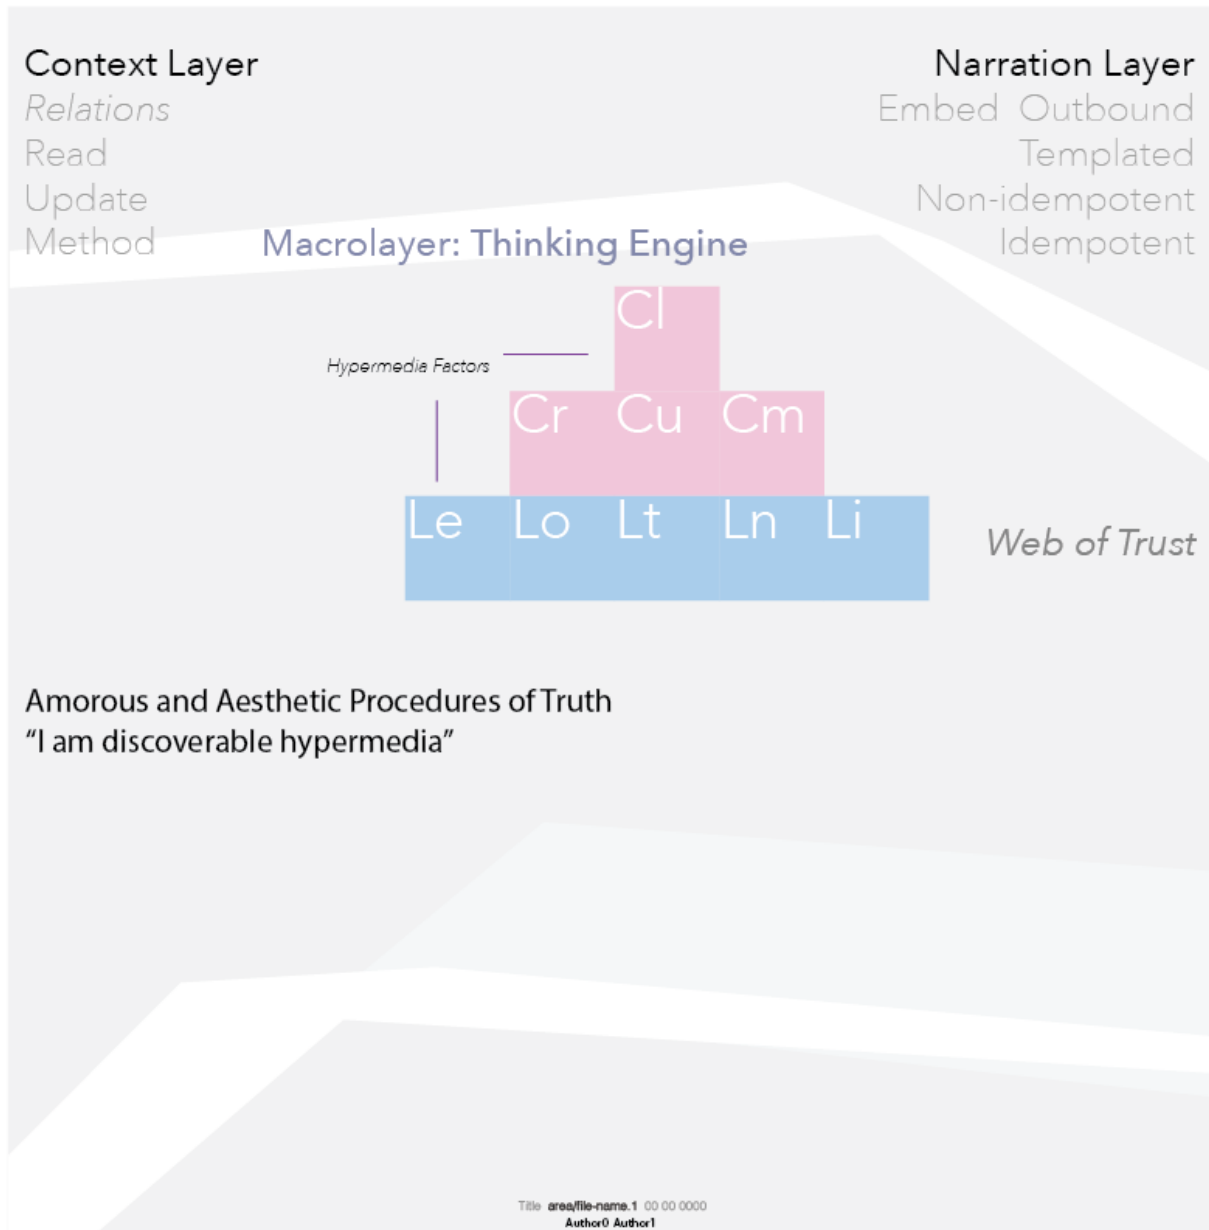 Context Layer
Relations
Read
Update
Method
Narration Layer
Embed Outbound
Templated
Non-idempotent
Idempotent
Macrolayer: Thinking Engine
Hypermedia Factors
Cl
Cr Cu Cm
Le Lo Lt Ln Li
Web of Trust
Amorous and Aesthetic Procedures of Truth
“I am discoverable hypermedia”
Title area/file-name.1 00 00 0000
Author0 Author1